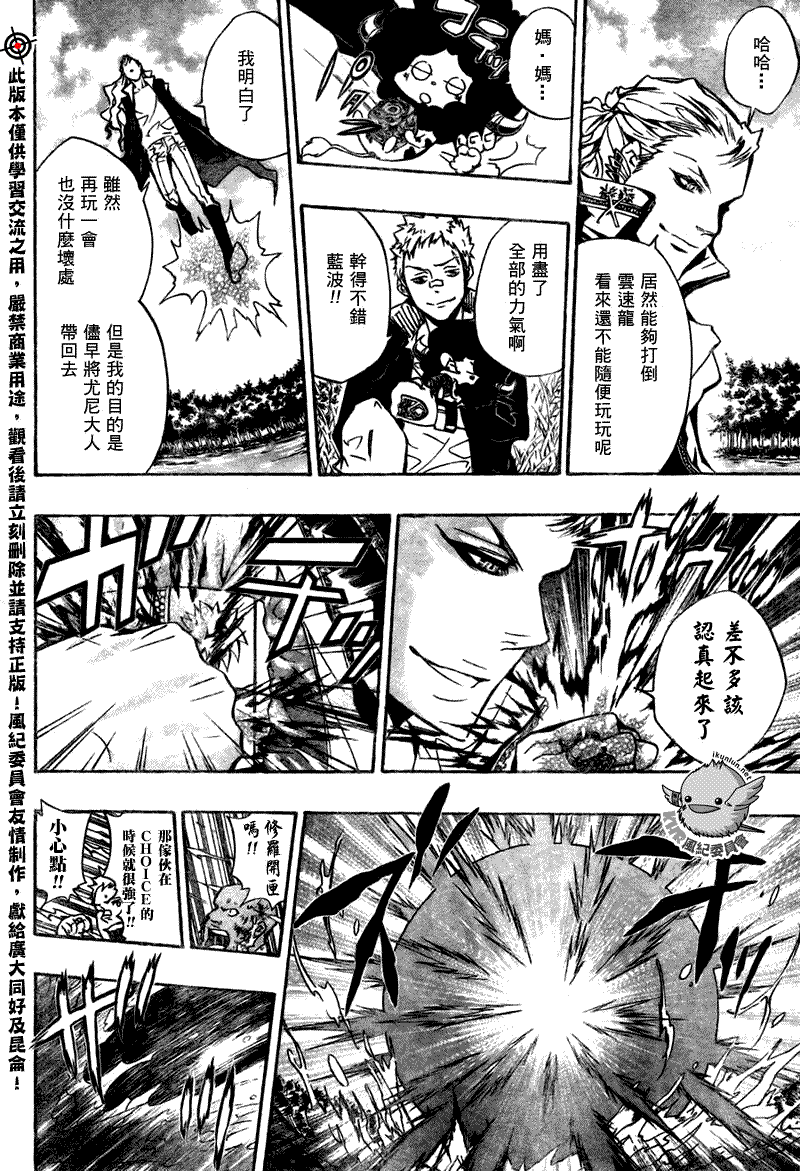 哈哈…
居然能夠打倒
雲速龍
看來還不能隨便玩玩呢
媽・媽…
コテッ
用盡了
全部的力氣啊
幹得不錯
藍波!!
我明白了
雖然
再玩一會
也沒什麼壞處
但是我的目的是
儘早將尤尼大人
帶回去
差不多該
認真起來了
ikunlun.net
風紀委員會
修羅開匣
嗎!!
那傢伙在
CHOICE的
時候就很強了!!
小心點!!
此版本僅供學習交流之用，嚴禁商業用途，觀看後請立刻刪除並請支持正版！風紀委員會友情制作，獻給廣大同好及昆侖！